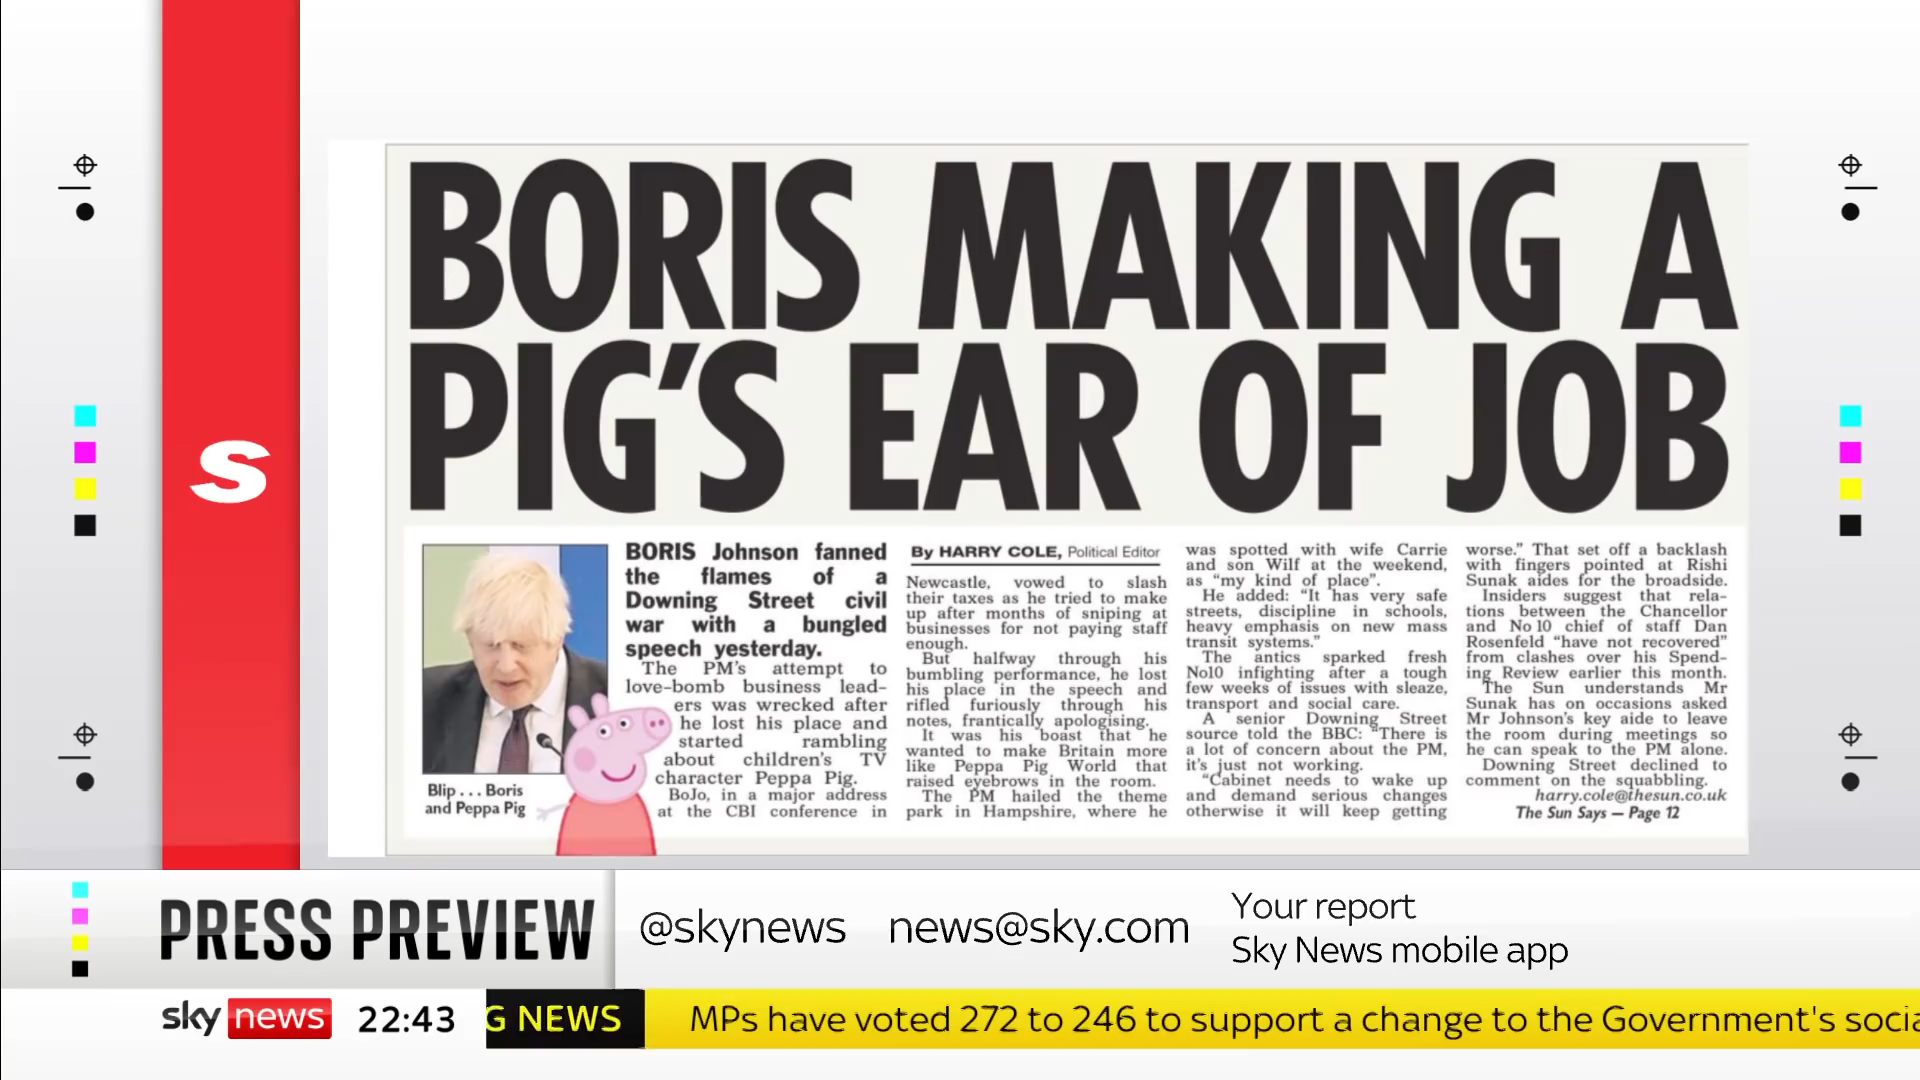 BORIS MAKING A
PIG'S EAR OF JOB
BORIS Johnson fanned
the flames of a
Downing Street civil
war with a bungled
speech yesterday.
The PM's attempt to
love-bomb business lead-
ers was wrecked after
he lost his place and
started rambling
about children's TV
character Peppa Pig.
BoJo, in a major address
at the CBI conference in
Blip . . . Boris
and Peppa Pig
By HARRY COLE, Political Editor
Newcastle, vowed to slash
their taxes as he tried to make
up after months of sniping at
businesses for not paying staff
enough.
But halfway through his
bumbling performance, he lost
his place in the speech and
rifled furiously through his
notes, frantically apologising.
It was his boast that he
wanted to make Britain more
like Peppa Pig World that
raised eyebrows in the room.
The PM hailed the theme
park in Hampshire, where he
was spotted with wife Carrie
and son Wilf at the weekend,
as “my kind of place”.
He added: “It has very safe
streets, discipline in schools,
heavy emphasis on new mass
transit systems.”
The antics sparked fresh
No10 infighting after a tough
few weeks of issues with sleaze,
transport and social care.
A senior Downing Street
source told the BBC: “There is
a lot of concern about the PM,
it's just not working.
“Cabinet needs to wake up
and demand serious changes
otherwise it will keep getting
worse.” That set off a backlash
with fingers pointed at Rishi
Sunak aides for the broadside.
Insiders suggest that rela-
tions between the Chancellor
and No 10 chief of staff Dan
Rosenfeld “have not recovered”
from clashes over his Spend-
ing Review earlier this month.
The Sun understands Mr
Sunak has on occasions asked
Mr Johnson's key aide to leave
the room during meetings so
he can speak to the PM alone.
Downing Street declined to
comment on the squabbling.
harry.cole@thesun.co.uk
The Sun Says — Page 12
S
PRESS PREVIEW
@skynews news@sky.com
Your report
Sky News mobile app
sky news 22:43 G NEWS MPs have voted 272 to 246 to support a change to the Government's socia